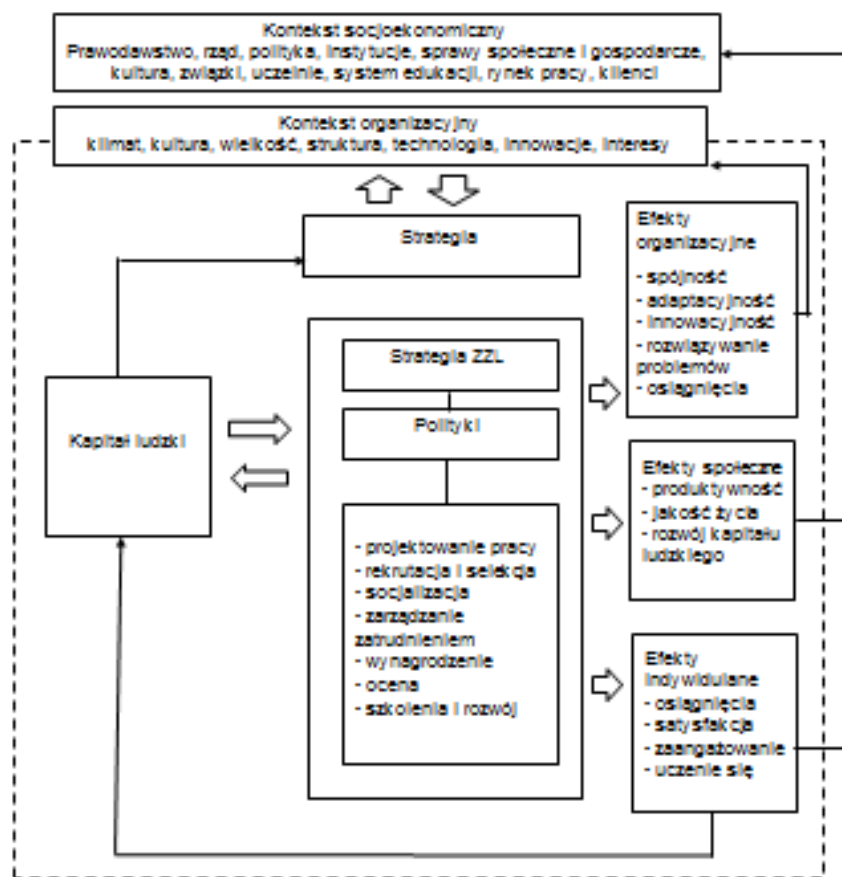 Kontekst socjoekonomiczny
Prawodawstwo, rząd, polityka, instytucje, sprawy społeczne i gospodarcze,
kultura, związki, uczelnie, system edukacji, rynek pracy, klienci
Kontekst organizacyjny
klimat, kultura, wielkość, struktura, technologia, innowacje, interesy
Strategia
Efekty
organizacyjne
- spójność
- adaptacyjność
- innowacyjność
- rozwiązywanie
problemów
- osiągnięcia
Strategia ZZL
Polityki
Kapitał ludzki
Efekty społeczne
- produktywność
- jakość życia
- rozwój kapitału
ludzkiego
- projektowanie pracy
- rekrutacja i selekcja
- socjalizacja
- zarządzanie
zatrudnieniem
- wynagrodzenie
- ocena
- szkolenia i rozwój
Efekty
indywidulane
- osiągnięcia
- satysfakcja
- zaangażowanie
- uczenie się